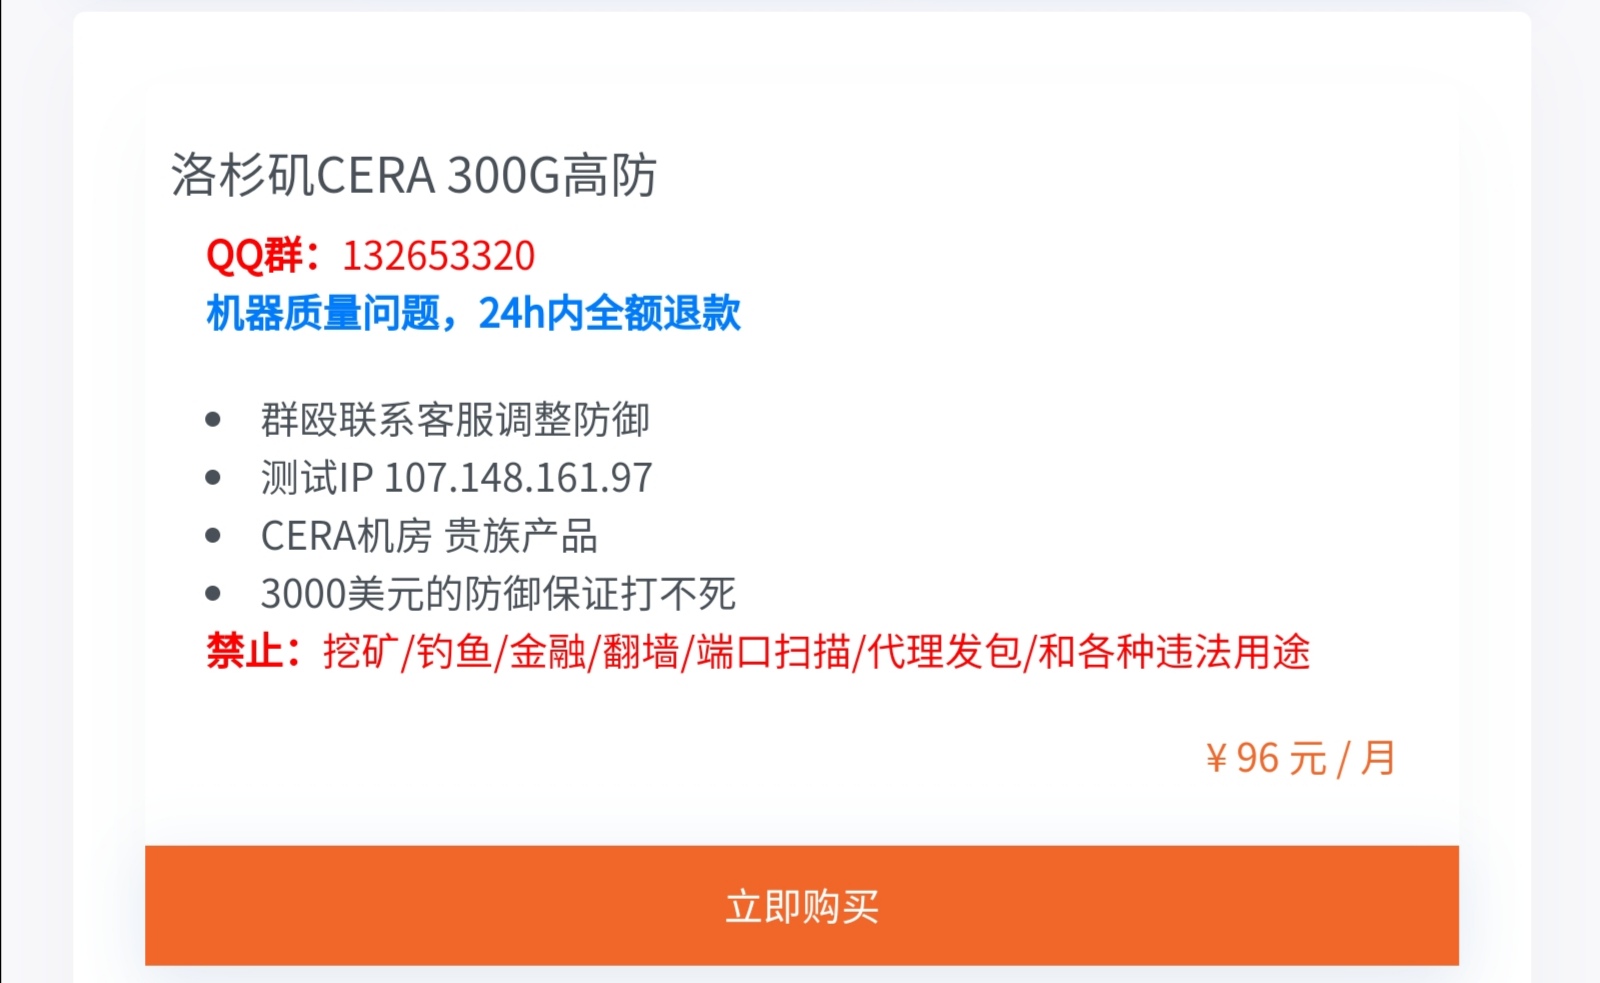 洛杉矶CERA 300G高防
QQ群：132653320
机器质量问题，24h内全额退款
群殴联系客服调整防御
测试IP 107.148.161.97
CERA机房 贵族产品
3000美元的防御保证打不死
禁止：挖矿/钓鱼/金融/翻墙/端口扫描/代理发包/和各种违法用途
¥ 96 元 / 月
立即购买